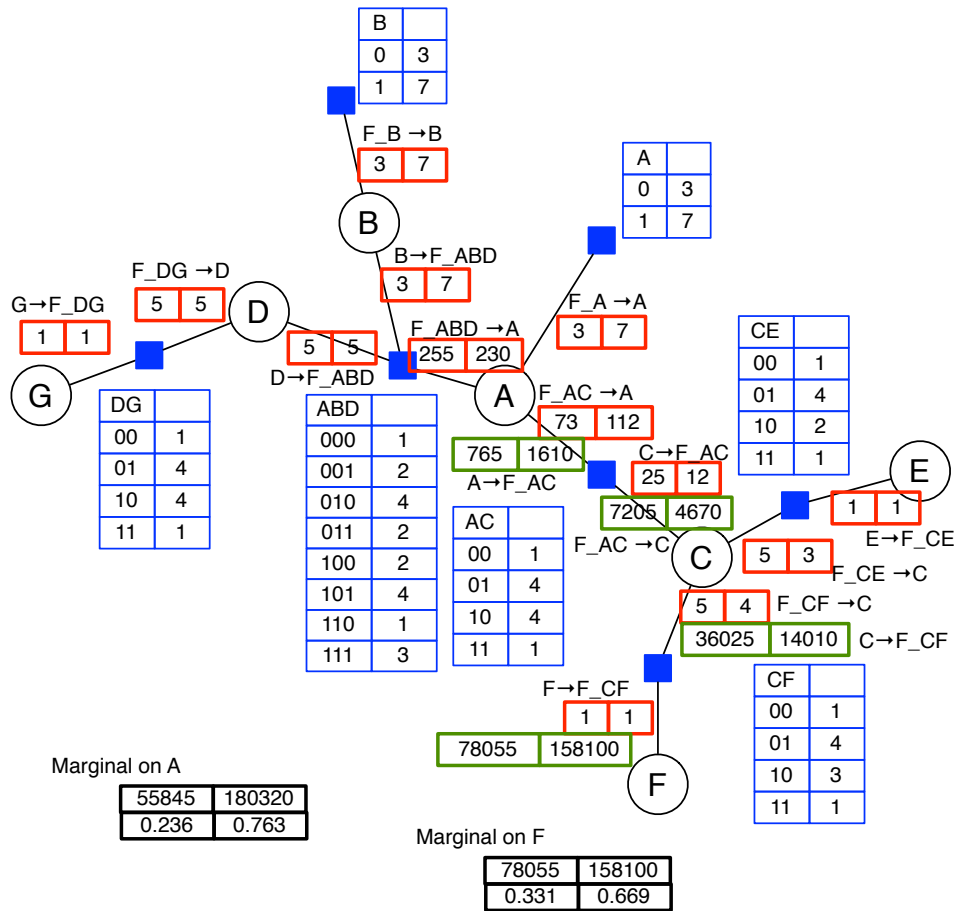 B
0 3
1 7
F_B →B
3 7
B
A
0 3
1 7
B→F_ABD
3 7
F_DG →D
5 5
G→F_DG
1 1
D
F_A →A
3 7
F_ABD →A
255 230
5 5
D→F_ABD
G
A
CE
00 1
01 4
10 2
11 1
DG
00 1
01 4
10 4
11 1
ABD
000 1
001 2
010 4
011 2
100 2
101 4
110 1
111 3
F_AC →A
73 112
765 1610
A→F_AC
C→F_AC
25 12
7205 4670
F_AC →C
AC
00 1
01 4
10 4
11 1
E
1 1
E→F_CE
C
5 3
F_CE →C
5 4
F_CF →C
36025 14010
C→F_CF
F→F_CF
1 1
78055 158100
F
CF
00 1
01 4
10 3
11 1
Marginal on A
55845 180320
0.236 0.763
Marginal on F
78055 158100
0.331 0.669